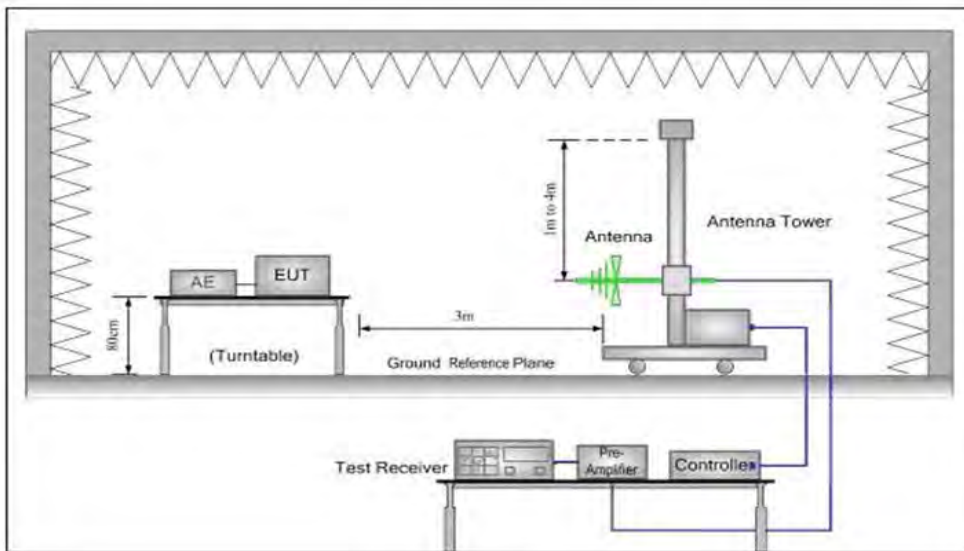 1m to 4m
Antenna
Antenna Tower
AE
EUT
80cm
3m
(Turntable)
Ground Reference Plane
Test Receiver
Pre-
Amplifier
Controller